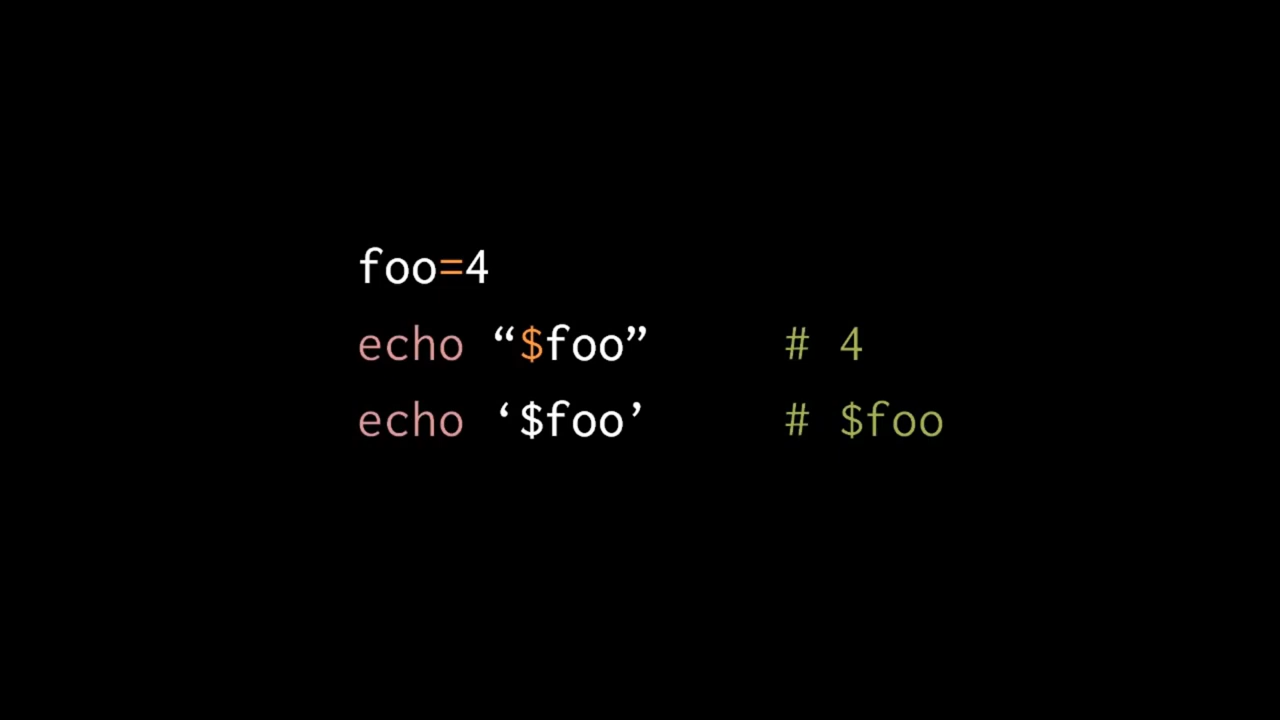 foo=4
echo “$foo” # 4
echo ‘$foo’ # $foo